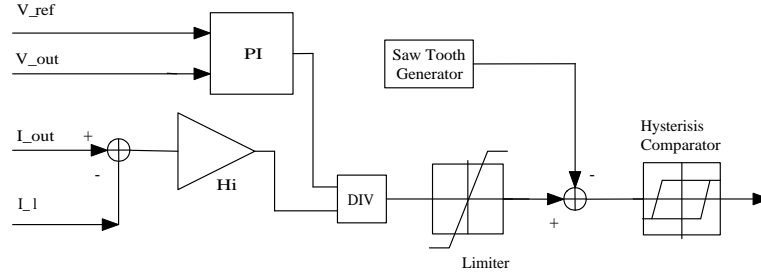 V_ref
V_out
PI
Saw Tooth
Generator
-
I_out
+
-
Hi
I_l
DIV
Limiter
-
+
Hysterisis
Comparator